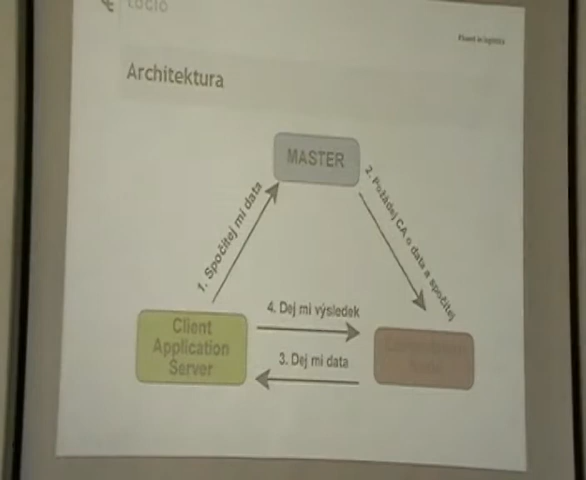 Architektura
MASTER
1. Spočítej mi data
2. Požádej CA o data a spočítej
4. Dej mi výsledek
Client
Application
Server
3. Dej mi data